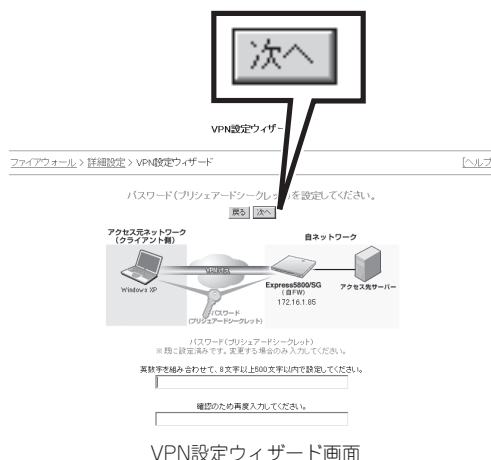 次へ
VPN設定ウィザー
ファイアウォール > 詳細設定 > VPN設定ウィザード
[ヘルプ
パスワード(プリシェアードシークレット)を設定してください。
戻る 次へ
アクセス元ネットワーク
(クライアント側)
自ネットワーク
Windows XP
Express5800/SG
(自FW)
172.16.1.85
アクセス先サーバー
パスワード
(プリシェアードシークレット)
パスワード(プリシェアードシークレット)
※既に設定済みです。変更する場合のみ入力してください。
英数字を組み合わせて、8文字以上500文字以内で設定してください。
確認のため再度入力してください。
VPN設定ウィザード画面